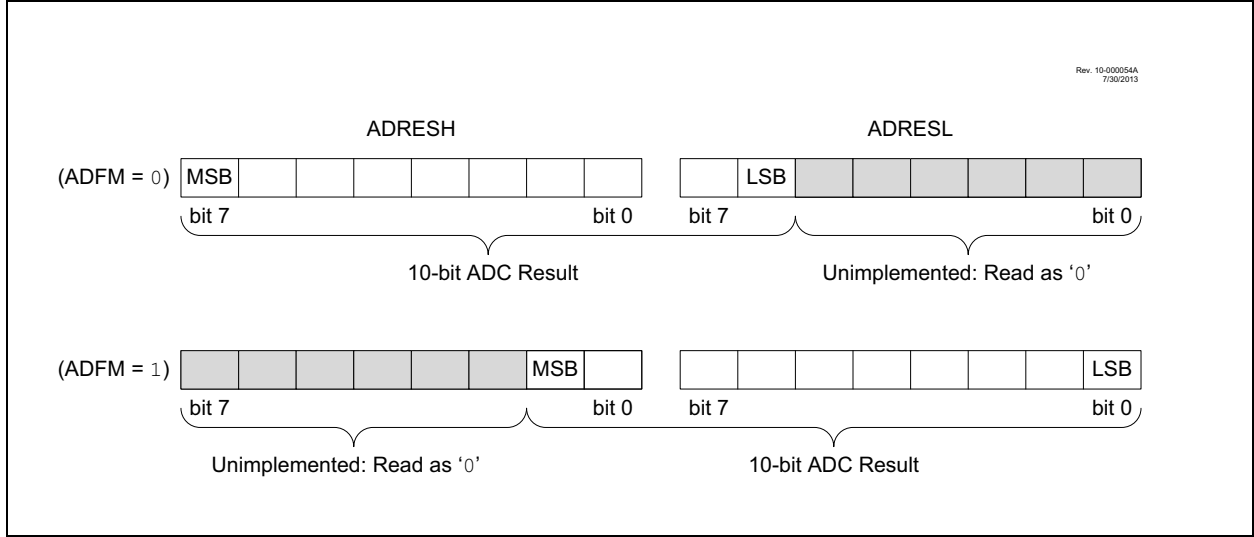 Rev. 10-000054A
7/30/2013
ADRESH ADRESL
(ADFM = 0) MSB LSB
bit 7 bit 0 bit 7 bit 0
10-bit ADC Result Unimplemented: Read as ‘0’
(ADFM = 1) MSB LSB
bit 7 bit 0 bit 7 bit 0
Unimplemented: Read as ‘0’ 10-bit ADC Result